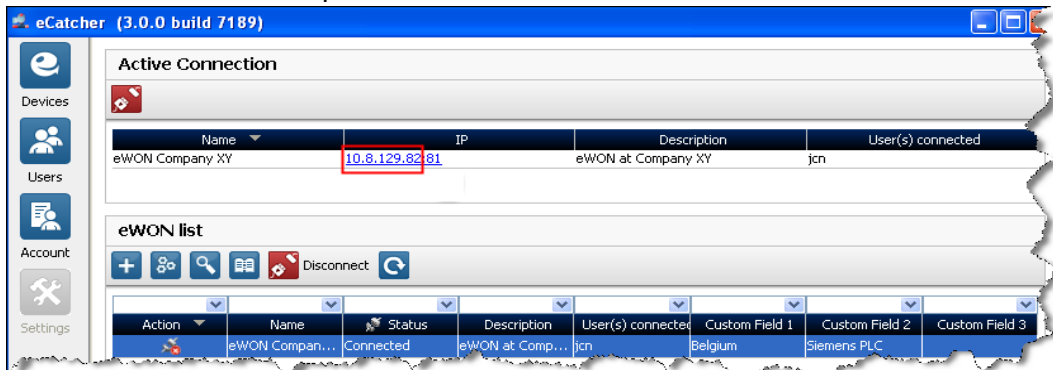 eCatcher (3.0.0 build 7189)
Devices
Users
Account
Settings
Active Connection
Name IP Description User(s) connected
eWON Company XY 10.8.129.82:81 eWON at Company XY jcn
eWON list
Disconnect
Action Name Status Description User(s) connected Custom Field 1 Custom Field 2 Custom Field 3
eWON Compan... Connected eWON at Comp... jcn Belgium Siemens PLC